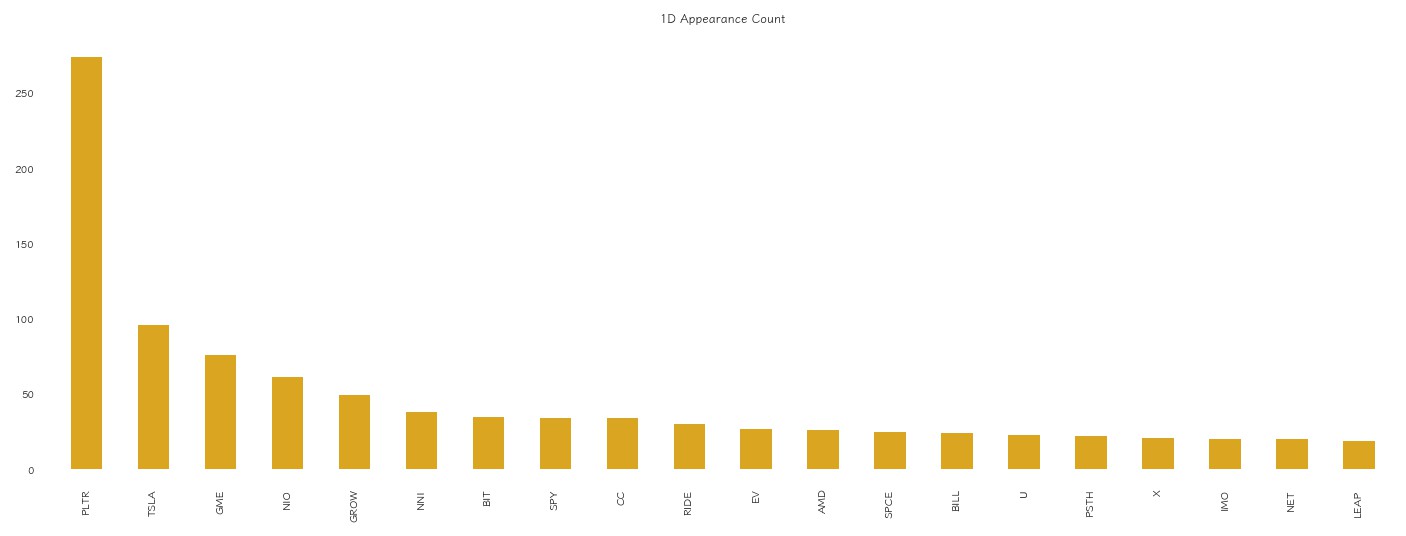 1D Appearance Count
250
200
150
100
50
0
PLTR
TSLA
GME
NIO
GROW
NNI
BIT
SPY
CC
RIDE
EV
AMD
SPCE
BILL
U
PSTH
X
IMO
NET
LEAP